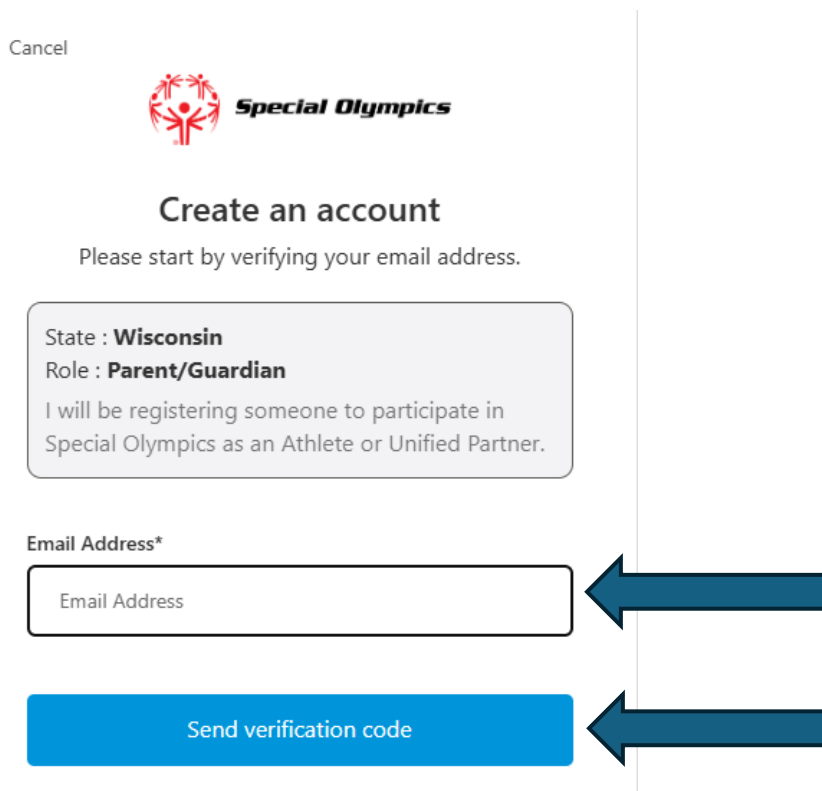 Cancel
Special Olympics
Create an account
Please start by verifying your email address.
State : Wisconsin
Role : Parent/Guardian
I will be registering someone to participate in
Special Olympics as an Athlete or Unified Partner.
Email Address*
Email Address
Send verification code